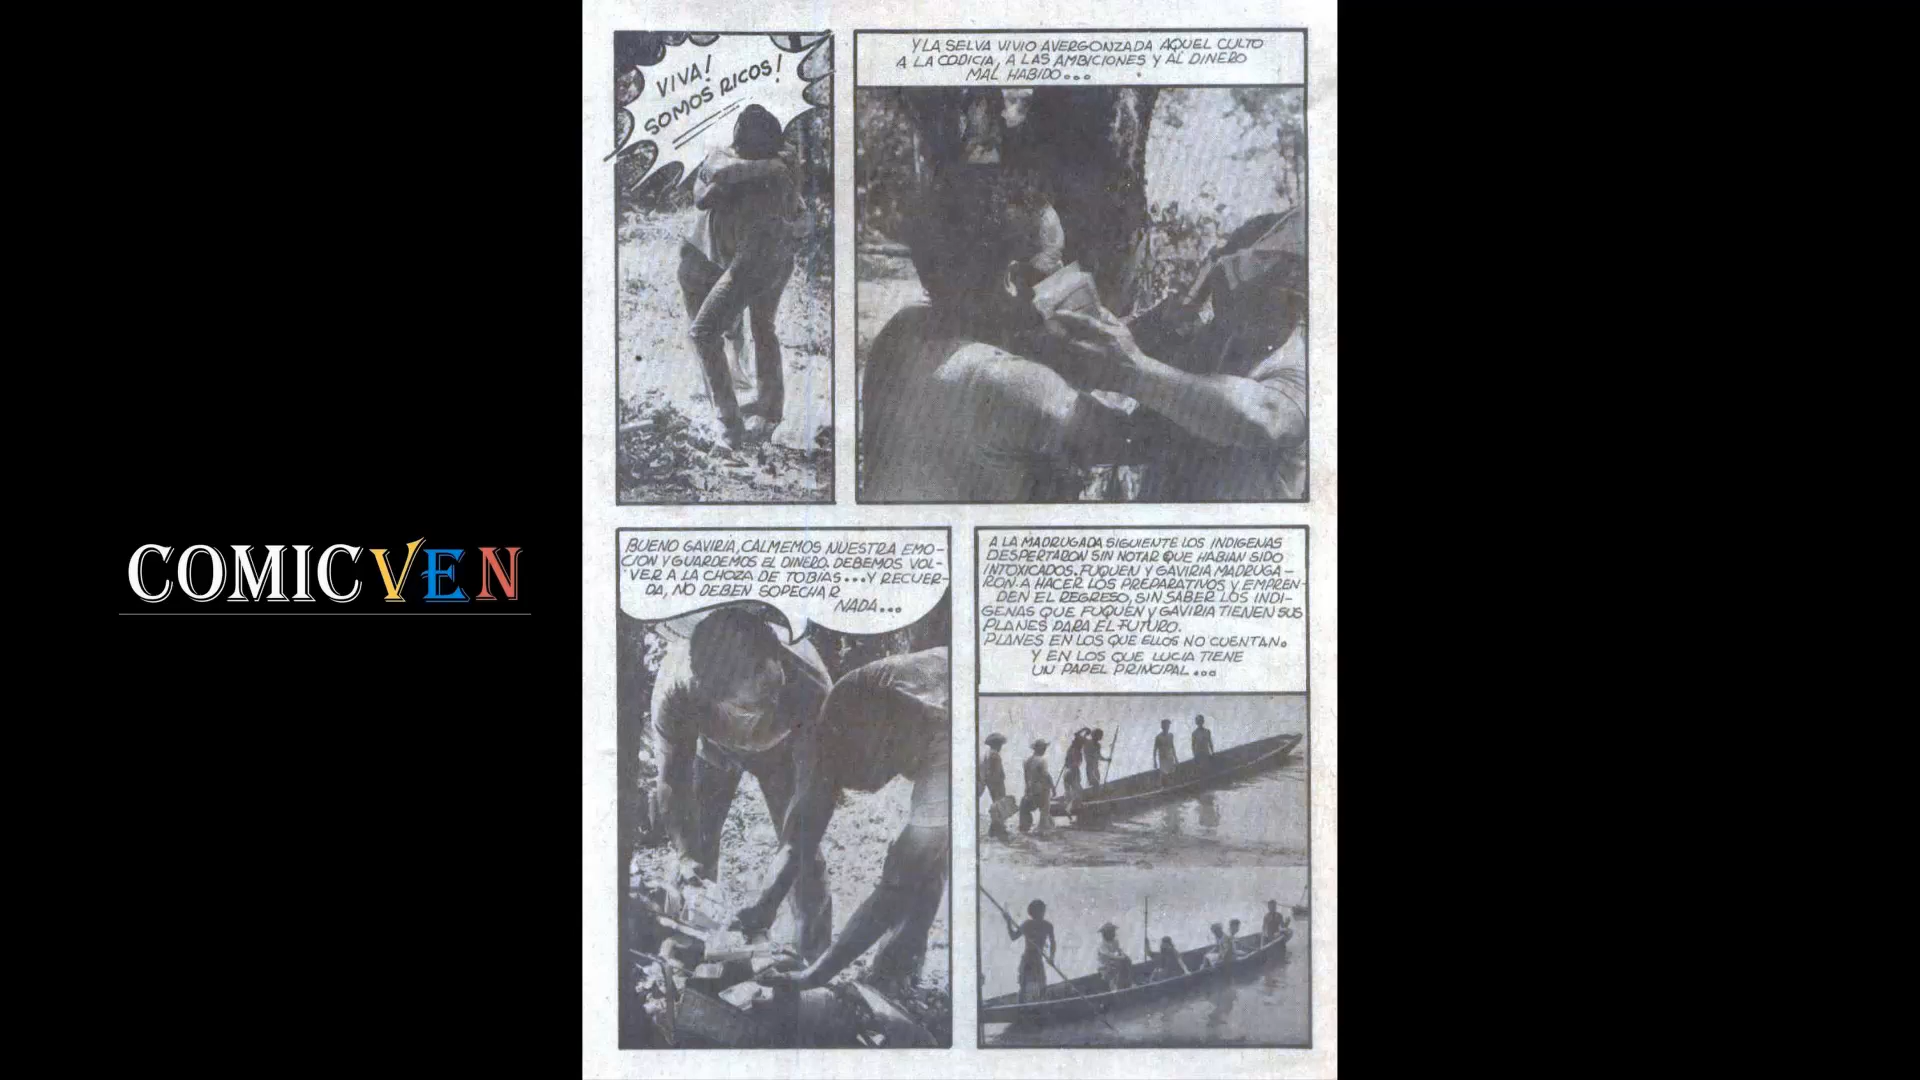 VIVA!
SOMOS RICOS!
Y LA SELVA VIVIO AVERGONZADA AQUEL CULTO
A LA CODICIA, A LAS AMBICIONES Y AL DINERO
MAL HABIDO...
COMICVEN
BUENO GAVIRIA, CALMEMOS NUESTRA EMO-
CION Y GUARDEMOS EL DINERO. DEBEMOS VOL-
VER A LA CHOZA DE TOBIAS...Y RECUER-
DA, NO DEBEN SOPECHAR
NADA...
A LA MADRUGADA SIGUIENTE LOS INDIGENAS
DESPERTARON SIN NOTAR QUE HABIAN SIDO
INTOXICADOS. FUQUEN Y GAVIRIA MADRUGA-
RON A HACER LOS PREPARATIVOS Y EMPREN-
DEN EL REGRESO, SIN SABER LOS INDI-
GENAS QUE FUQUEN Y GAVIRIA TIENEN SUS
PLANES PARA EL FUTURO.
PLANES EN LOS QUE ELLOS NO CUENTAN.
Y EN LOS QUE LUCIA TIENE
UN PAPEL PRINCIPAL...